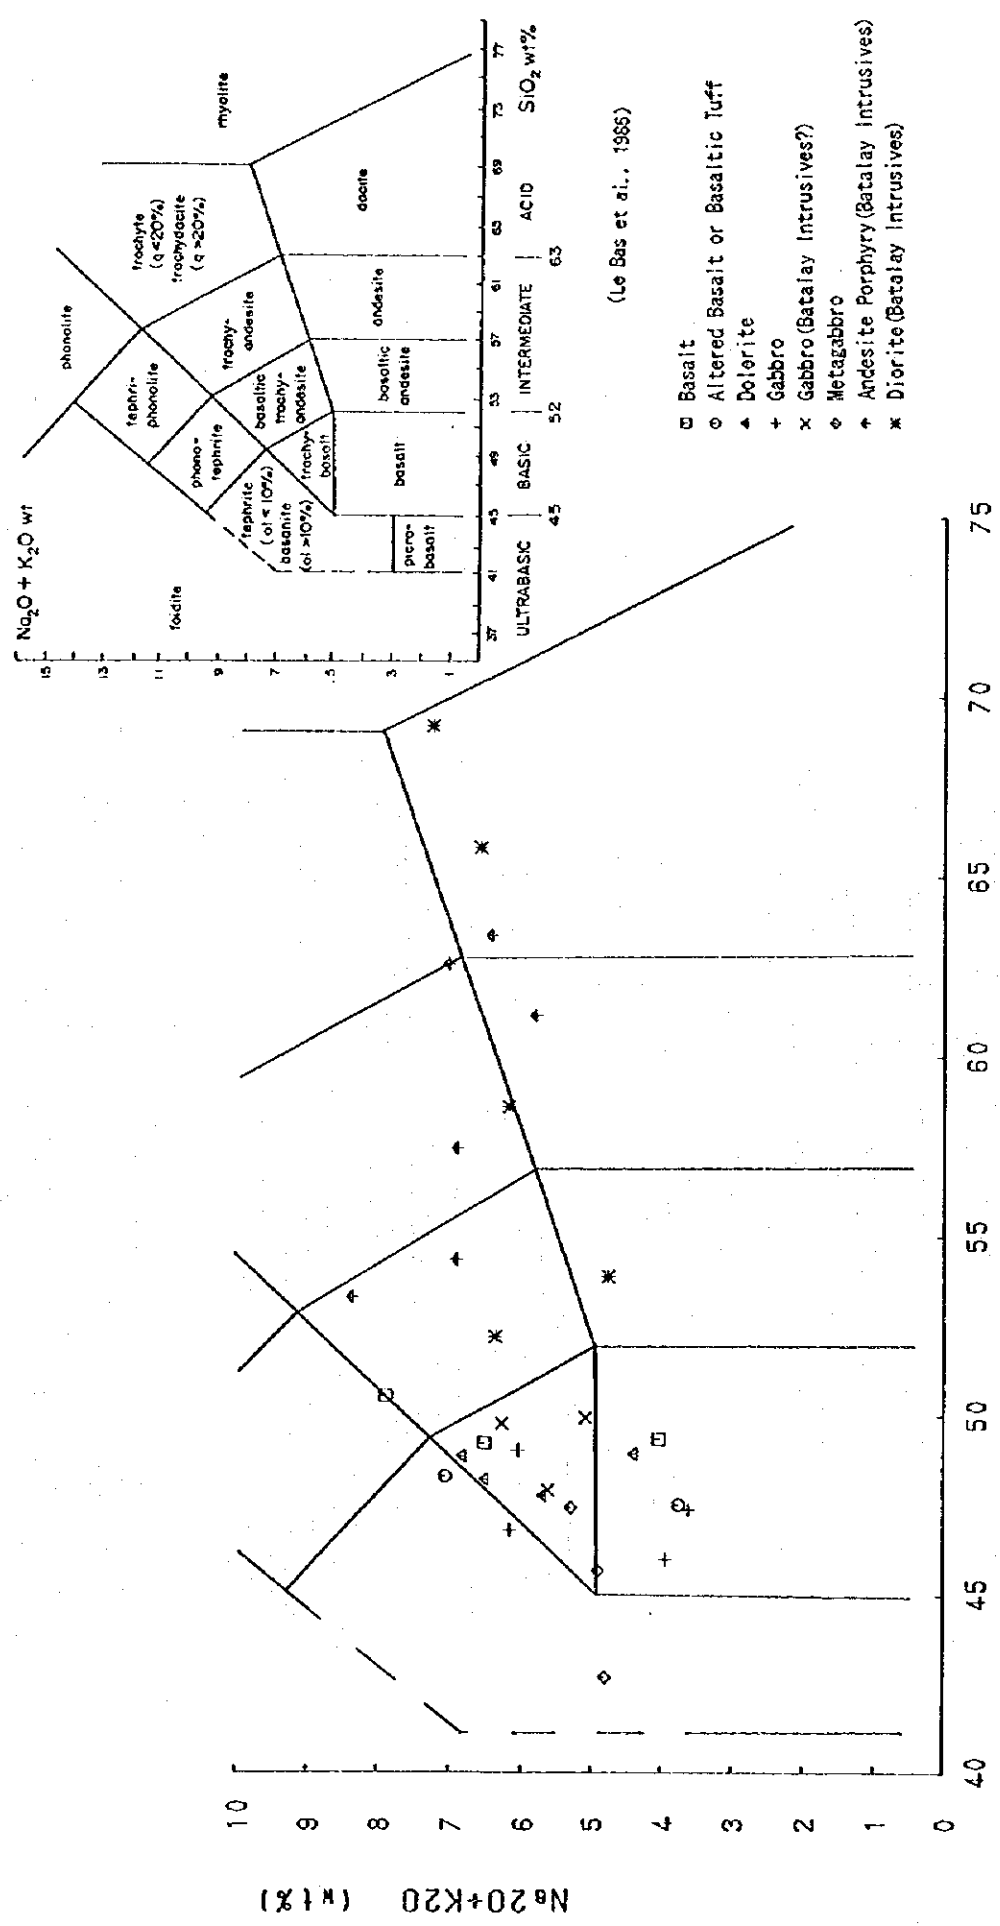 Na2O + K2O wt
15
13
11
9
7
5
3
1
foidite
phonolite
tephri-
phonolite
phono-
tephrite
tephrite
(ol < 10%)
basanite
(ol > 10%)
trachyte
(q < 20%)
trachydacite
(q > 20%)
rhyolite
trachy-
andesite
basaltic
trachy-
andesite
trachy-
basalt
picro-
basalt
basalt
basaltic
andesite
andesite
dacite
37 41 45 49 53 57 61 65 69 73 77
SiO2 wt%
ULTRABASIC BASIC INTERMEDIATE ACID
45 52 63
(Le Bas et al., 1986)
Basalt
Altered Basalt or Basaltic Tuff
Dolerite
Gabbro
Gabbro(Batalay Intrusives?)
Metagabbro
Andesite Porphyry(Batalay Intrusives)
Diorite(Batalay Intrusives)
Na2O+K2O (wt%)
10
9
8
7
6
5
4
3
2
1
0
40 45 50 55 60 65 70 75